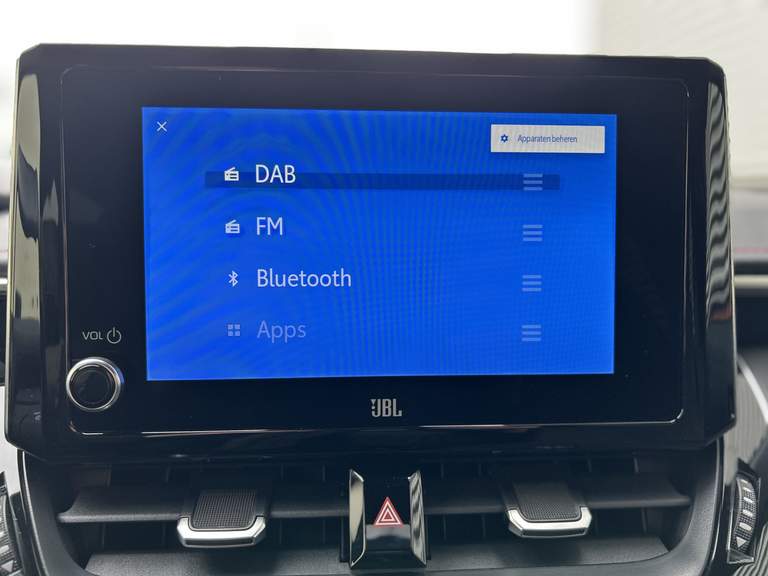 Apparaten beheren
DAB
FM
Bluetooth
Apps
VOL
JBL